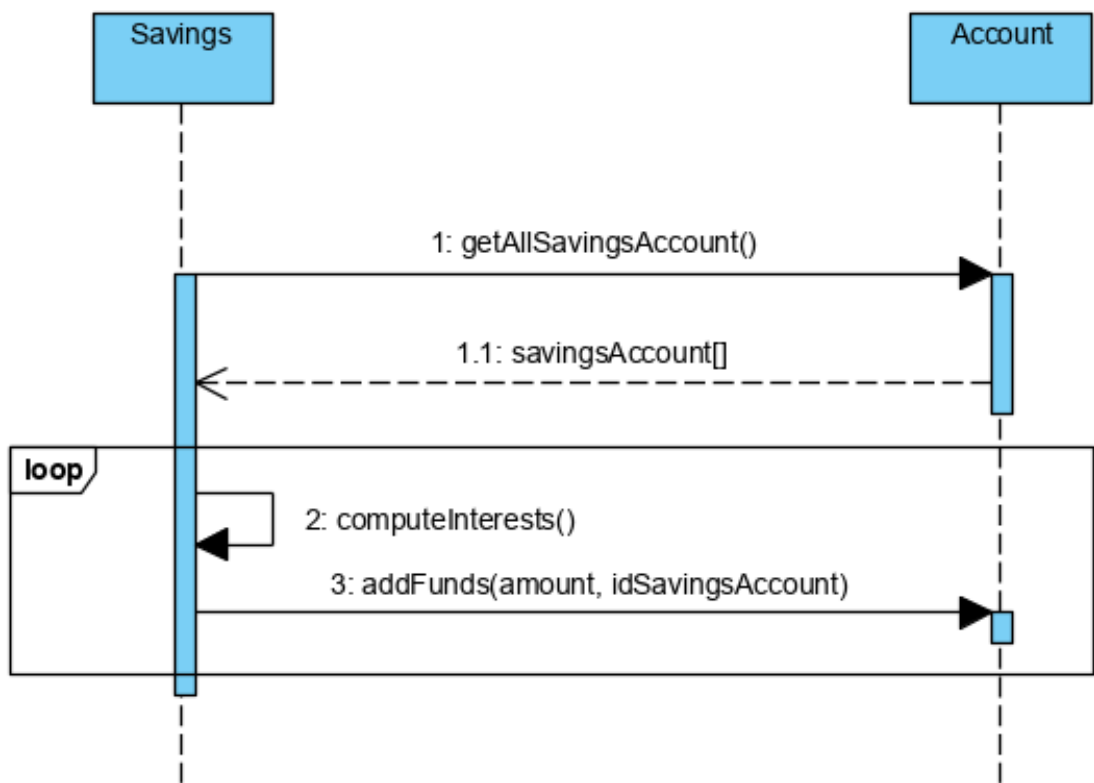 Savings
Account
1: getAllSavingsAccount()
1.1: savingsAccount[]
loop
2: computeInterests()
3: addFunds(amount, idSavingsAccount)